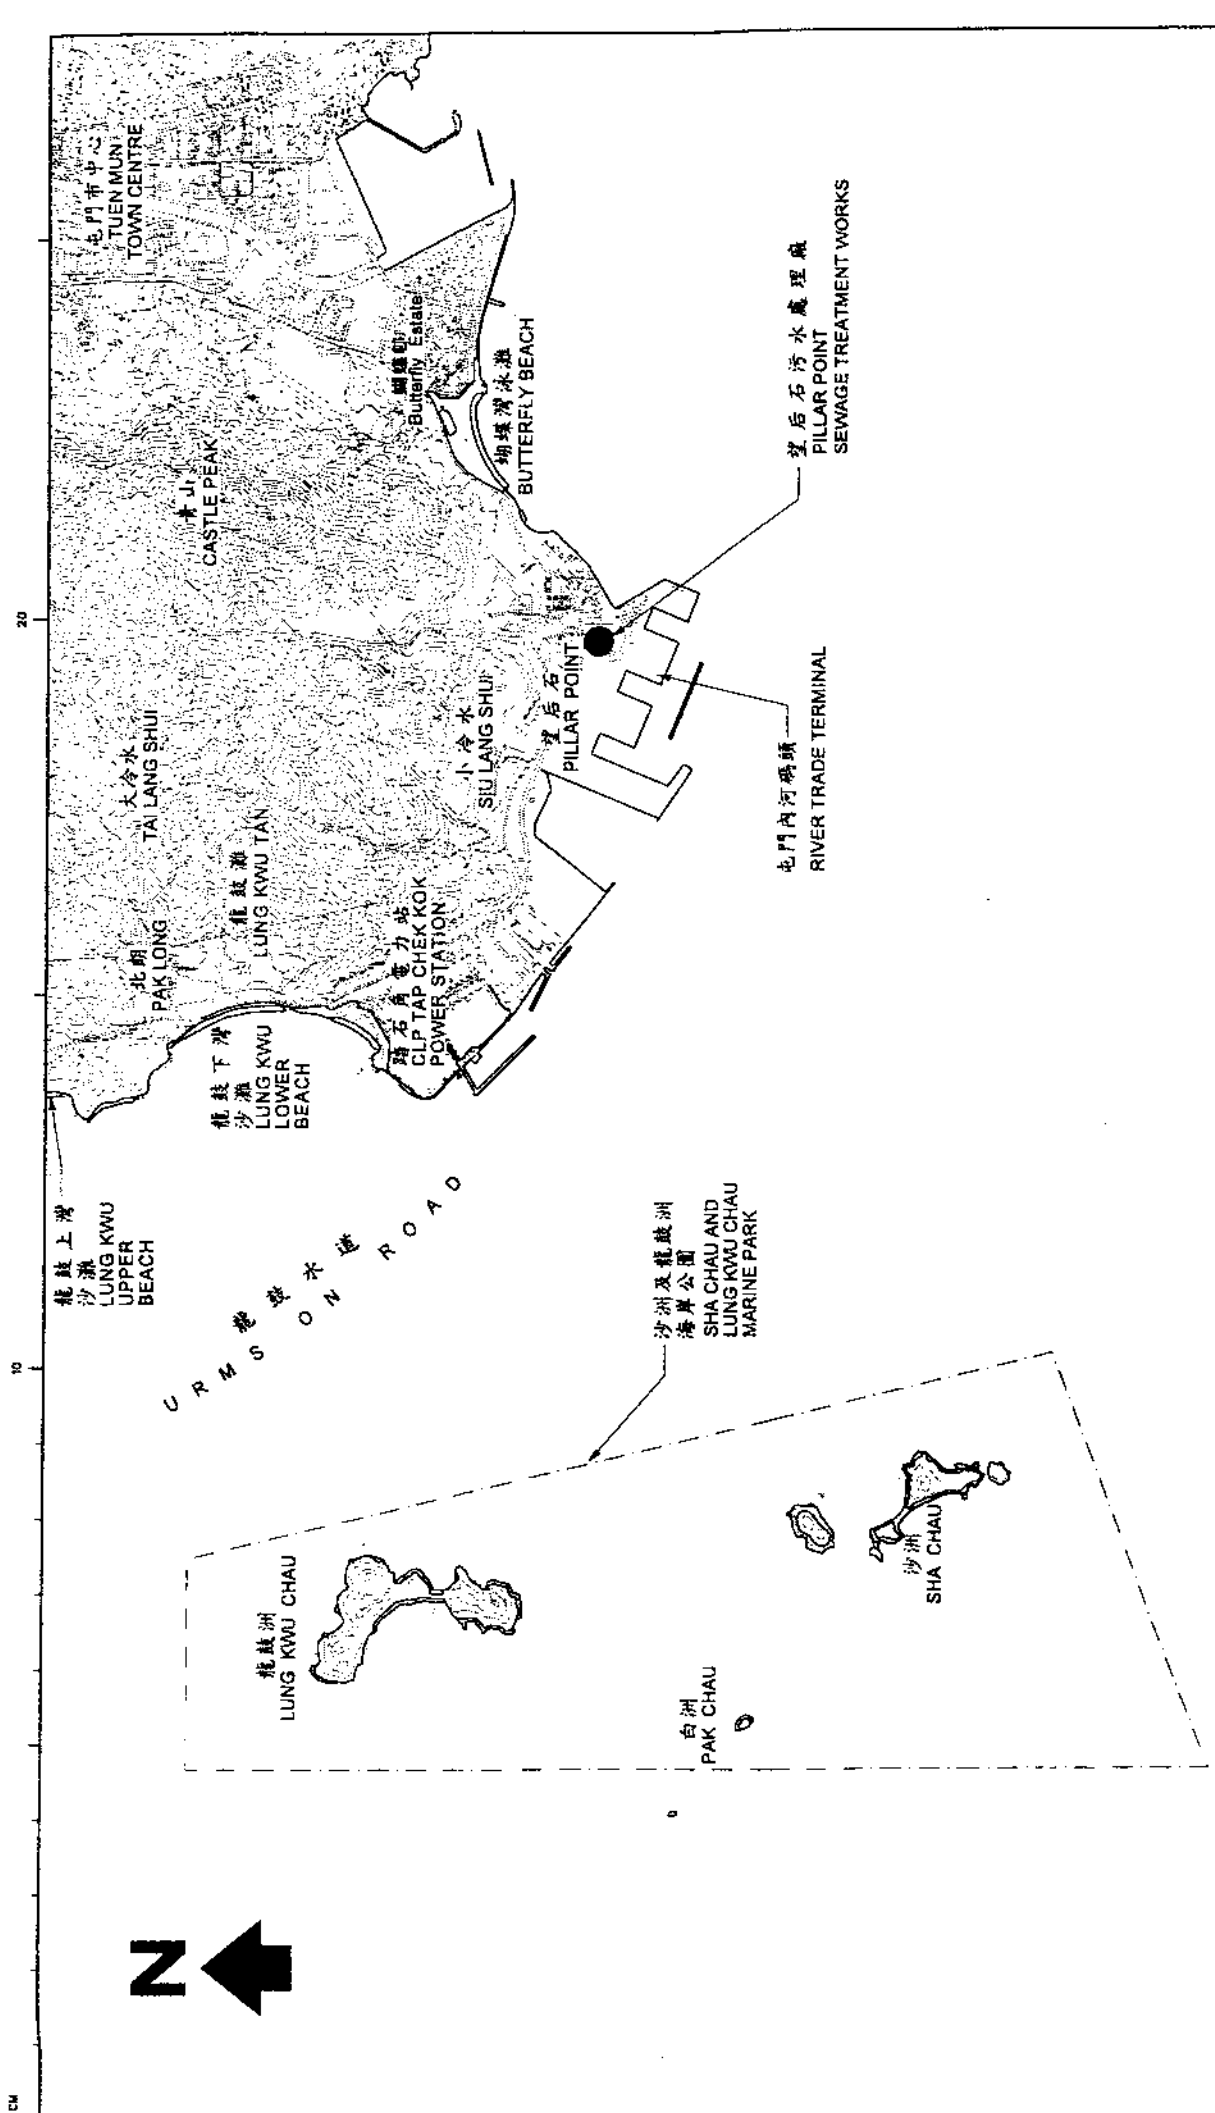 屯門市中心
TUEN MUN
TOWN CENTRE
蝴蝶邨
Butterfly Estate
蝴蝶灣泳灘
BUTTERFLY BEACH
青山
CASTLE PEAK
望后石污水處理廠
PILLAR POINT
SEWAGE TREATMENT WORKS
大冷水
TAI LANG SHUI
小冷水
SIU LANG SHUI
望后石
PILLAR POINT
屯門內河碼頭
RIVER TRADE TERMINAL
北朗
PAK LONG
龍鼓灘
LUNG KWU TAN
踏石角電力站
CLP TAP CHEK KOK
POWER STATION
龍鼓上灘
沙灘
LUNG KWU
UPPER
BEACH
龍鼓下灘
沙灘
LUNG KWU
LOWER
BEACH
URMSTON ROAD
沙洲及龍鼓洲
海岸公園
SHA CHAU AND
LUNG KWU CHAU
MARINE PARK
龍鼓洲
LUNG KWU CHAU
白洲
PAK CHAU
沙洲
SHA CHAU
N
CM
10
20